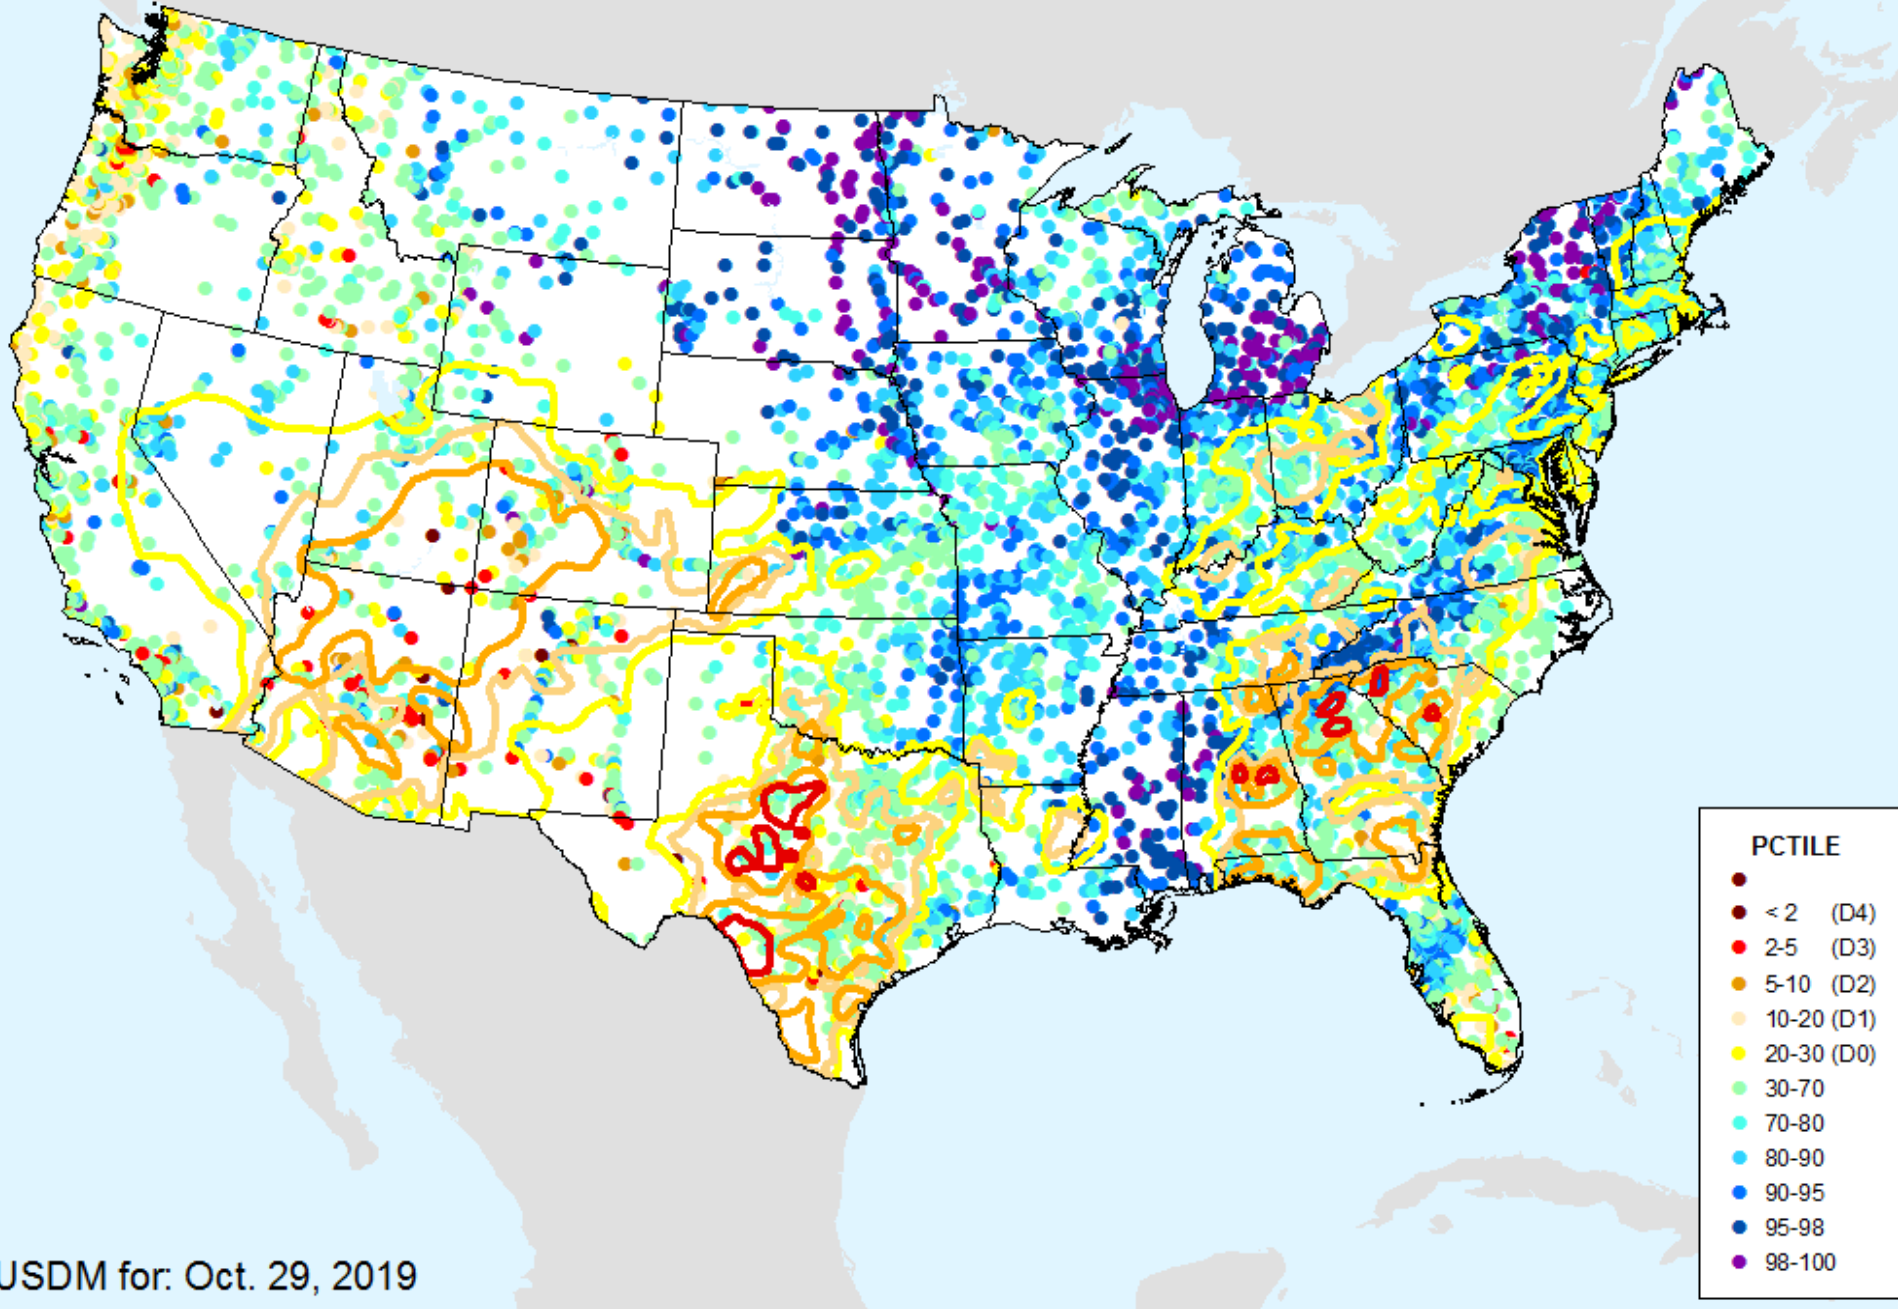 PCTILE
< 2 (D4)
2-5 (D3)
5-10 (D2)
10-20 (D1)
20-30 (D0)
30-70
70-80
80-90
90-95
95-98
98-100
USDM for: Oct. 29, 2019